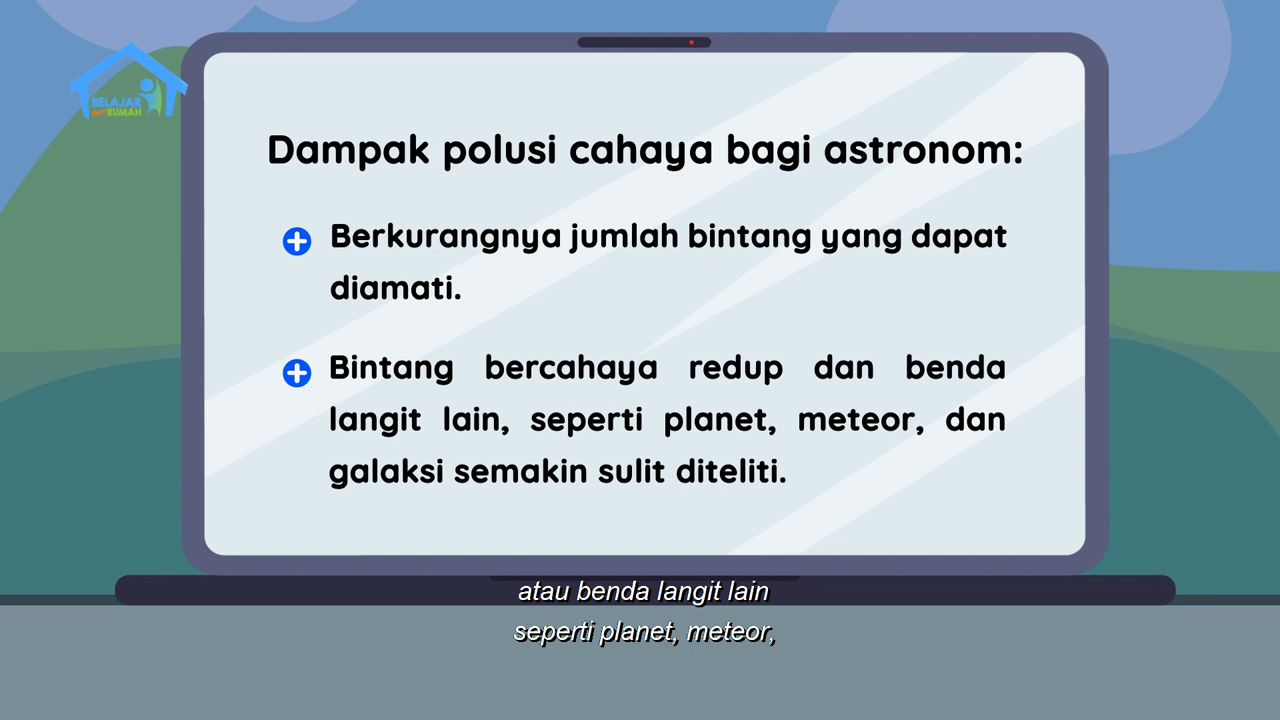 BELAJAR
RUMAH
Dampak polusi cahaya bagi astronom:
Berkurangnya jumlah bintang yang dapat
diamati.
Bintang bercahaya redup dan benda
langit lain, seperti planet, meteor, dan
galaksi semakin sulit diteliti.
atau benda langit lain
seperti planet, meteor,